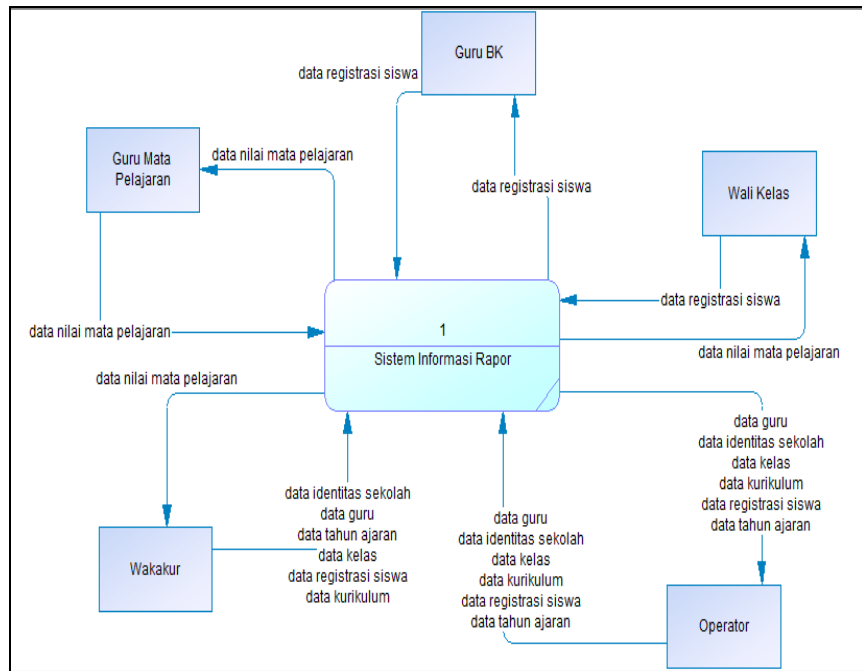 Guru BK
data registrasi siswa
Guru Mata
Pelajaran
data nilai mata pelajaran
data registrasi siswa
Wali Kelas
data registrasi siswa
data nilai mata pelajaran
1
Sistem Informasi Rapor
data nilai mata pelajaran
data nilai mata pelajaran
data identitas sekolah
data guru
data tahun ajaran
data kelas
data registrasi siswa
data kurikulum
Wakakur
data guru
data identitas sekolah
data kelas
data kurikulum
data registrasi siswa
data tahun ajaran
data guru
data identitas sekolah
data kelas
data kurikulum
data registrasi siswa
data tahun ajaran
Operator